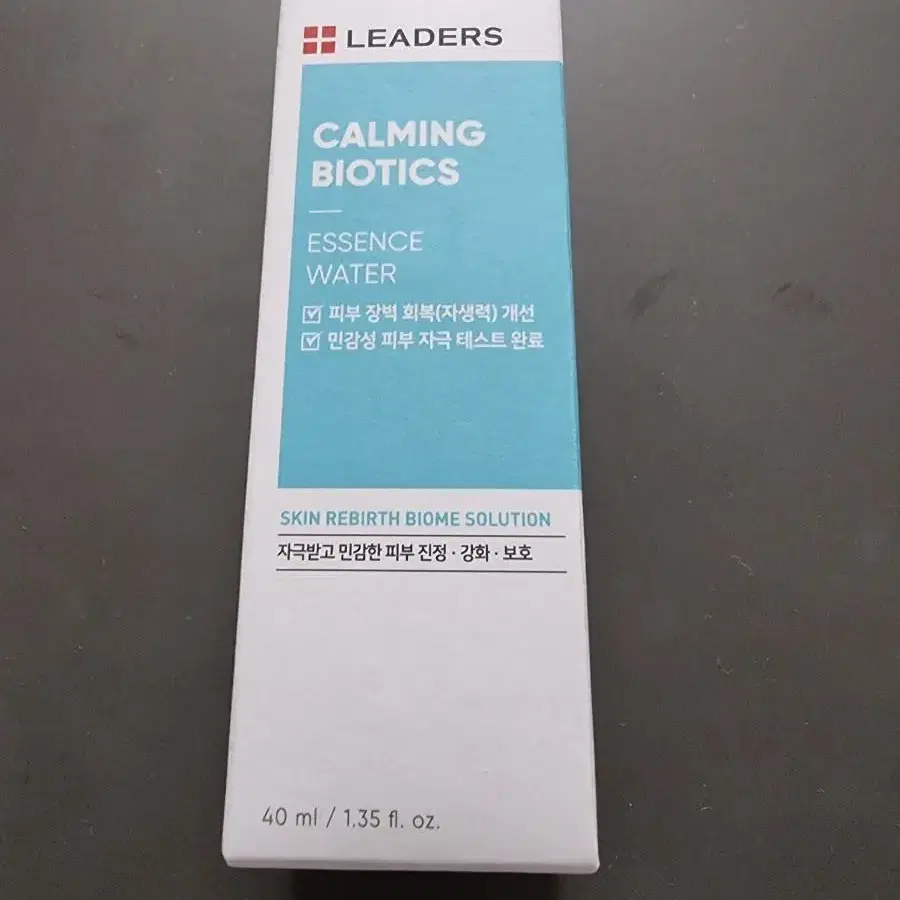 LEADERS
CALMING
BIOTICS
ESSENCE
WATER
피부 장벽 회복(자생력) 개선
민감성 피부 자극 테스트 완료
SKIN REBIRTH BIOME SOLUTION
자극받고 민감한 피부 진정 · 강화 · 보호
40 ml / 1.35 fl. oz.